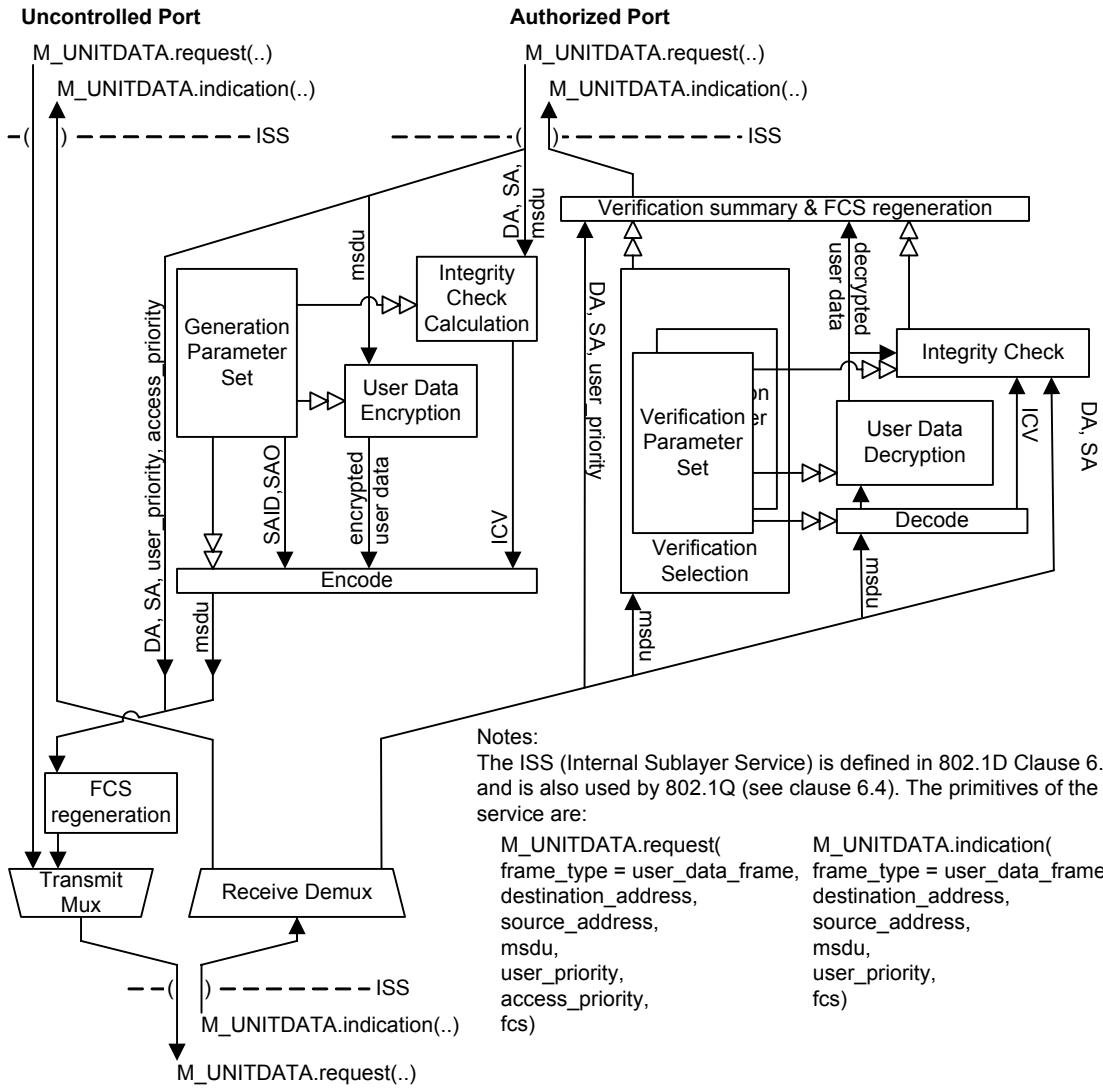 Uncontrolled Port
Authorized Port
M_UNITDATA.request(..)
M_UNITDATA.request(..)
M_UNITDATA.indication(..)
M_UNITDATA.indication(..)
( )
ISS
( )
ISS
DA, SA,
msdu
Verification summary & FCS regeneration
msdu
Integrity
Check
Calculation
decrypted
user data
DA, SA, user_priority, access_priority
Generation
Parameter
Set
DA, SA, user_priority
Integrity Check
User Data
Encryption
on
er
Verification
Parameter
Set
User Data
Decryption
ICV
DA, SA
SAID,SAO
encrypted
user data
ICV
Decode
Verification
Selection
Encode
msdu
msdu
msdu
Notes:
The ISS (Internal Sublayer Service) is defined in 802.1D Clause 6.
and is also used by 802.1Q (see clause 6.4). The primitives of the
service are:
FCS
regeneration
M_UNITDATA.request(
frame_type = user_data_frame,
destination_address,
source_address,
msdu,
user_priority,
access_priority,
fcs)
M_UNITDATA.indication(
frame_type = user_data_frame
destination_address,
source_address,
msdu,
user_priority,
fcs)
Transmit
Mux
Receive Demux
( )
ISS
M_UNITDATA.indication(..)
M_UNITDATA.request(..)